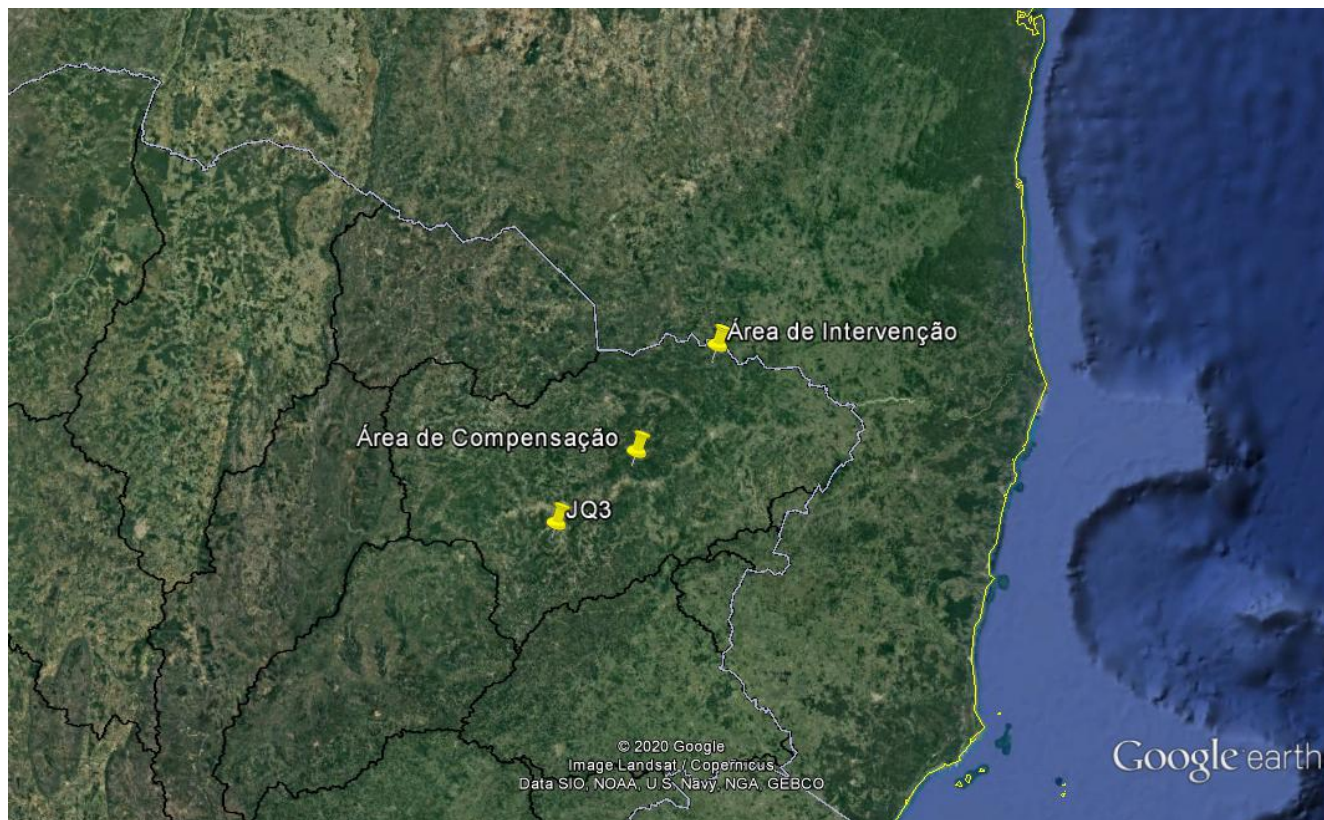 Área de Intervenção
Área de Compensação
JQ3
© 2020 Google
Image Landsat / Copernicus
Data SIO, NOAA, U.S. Navy, NGA, GEBCO
Google earth